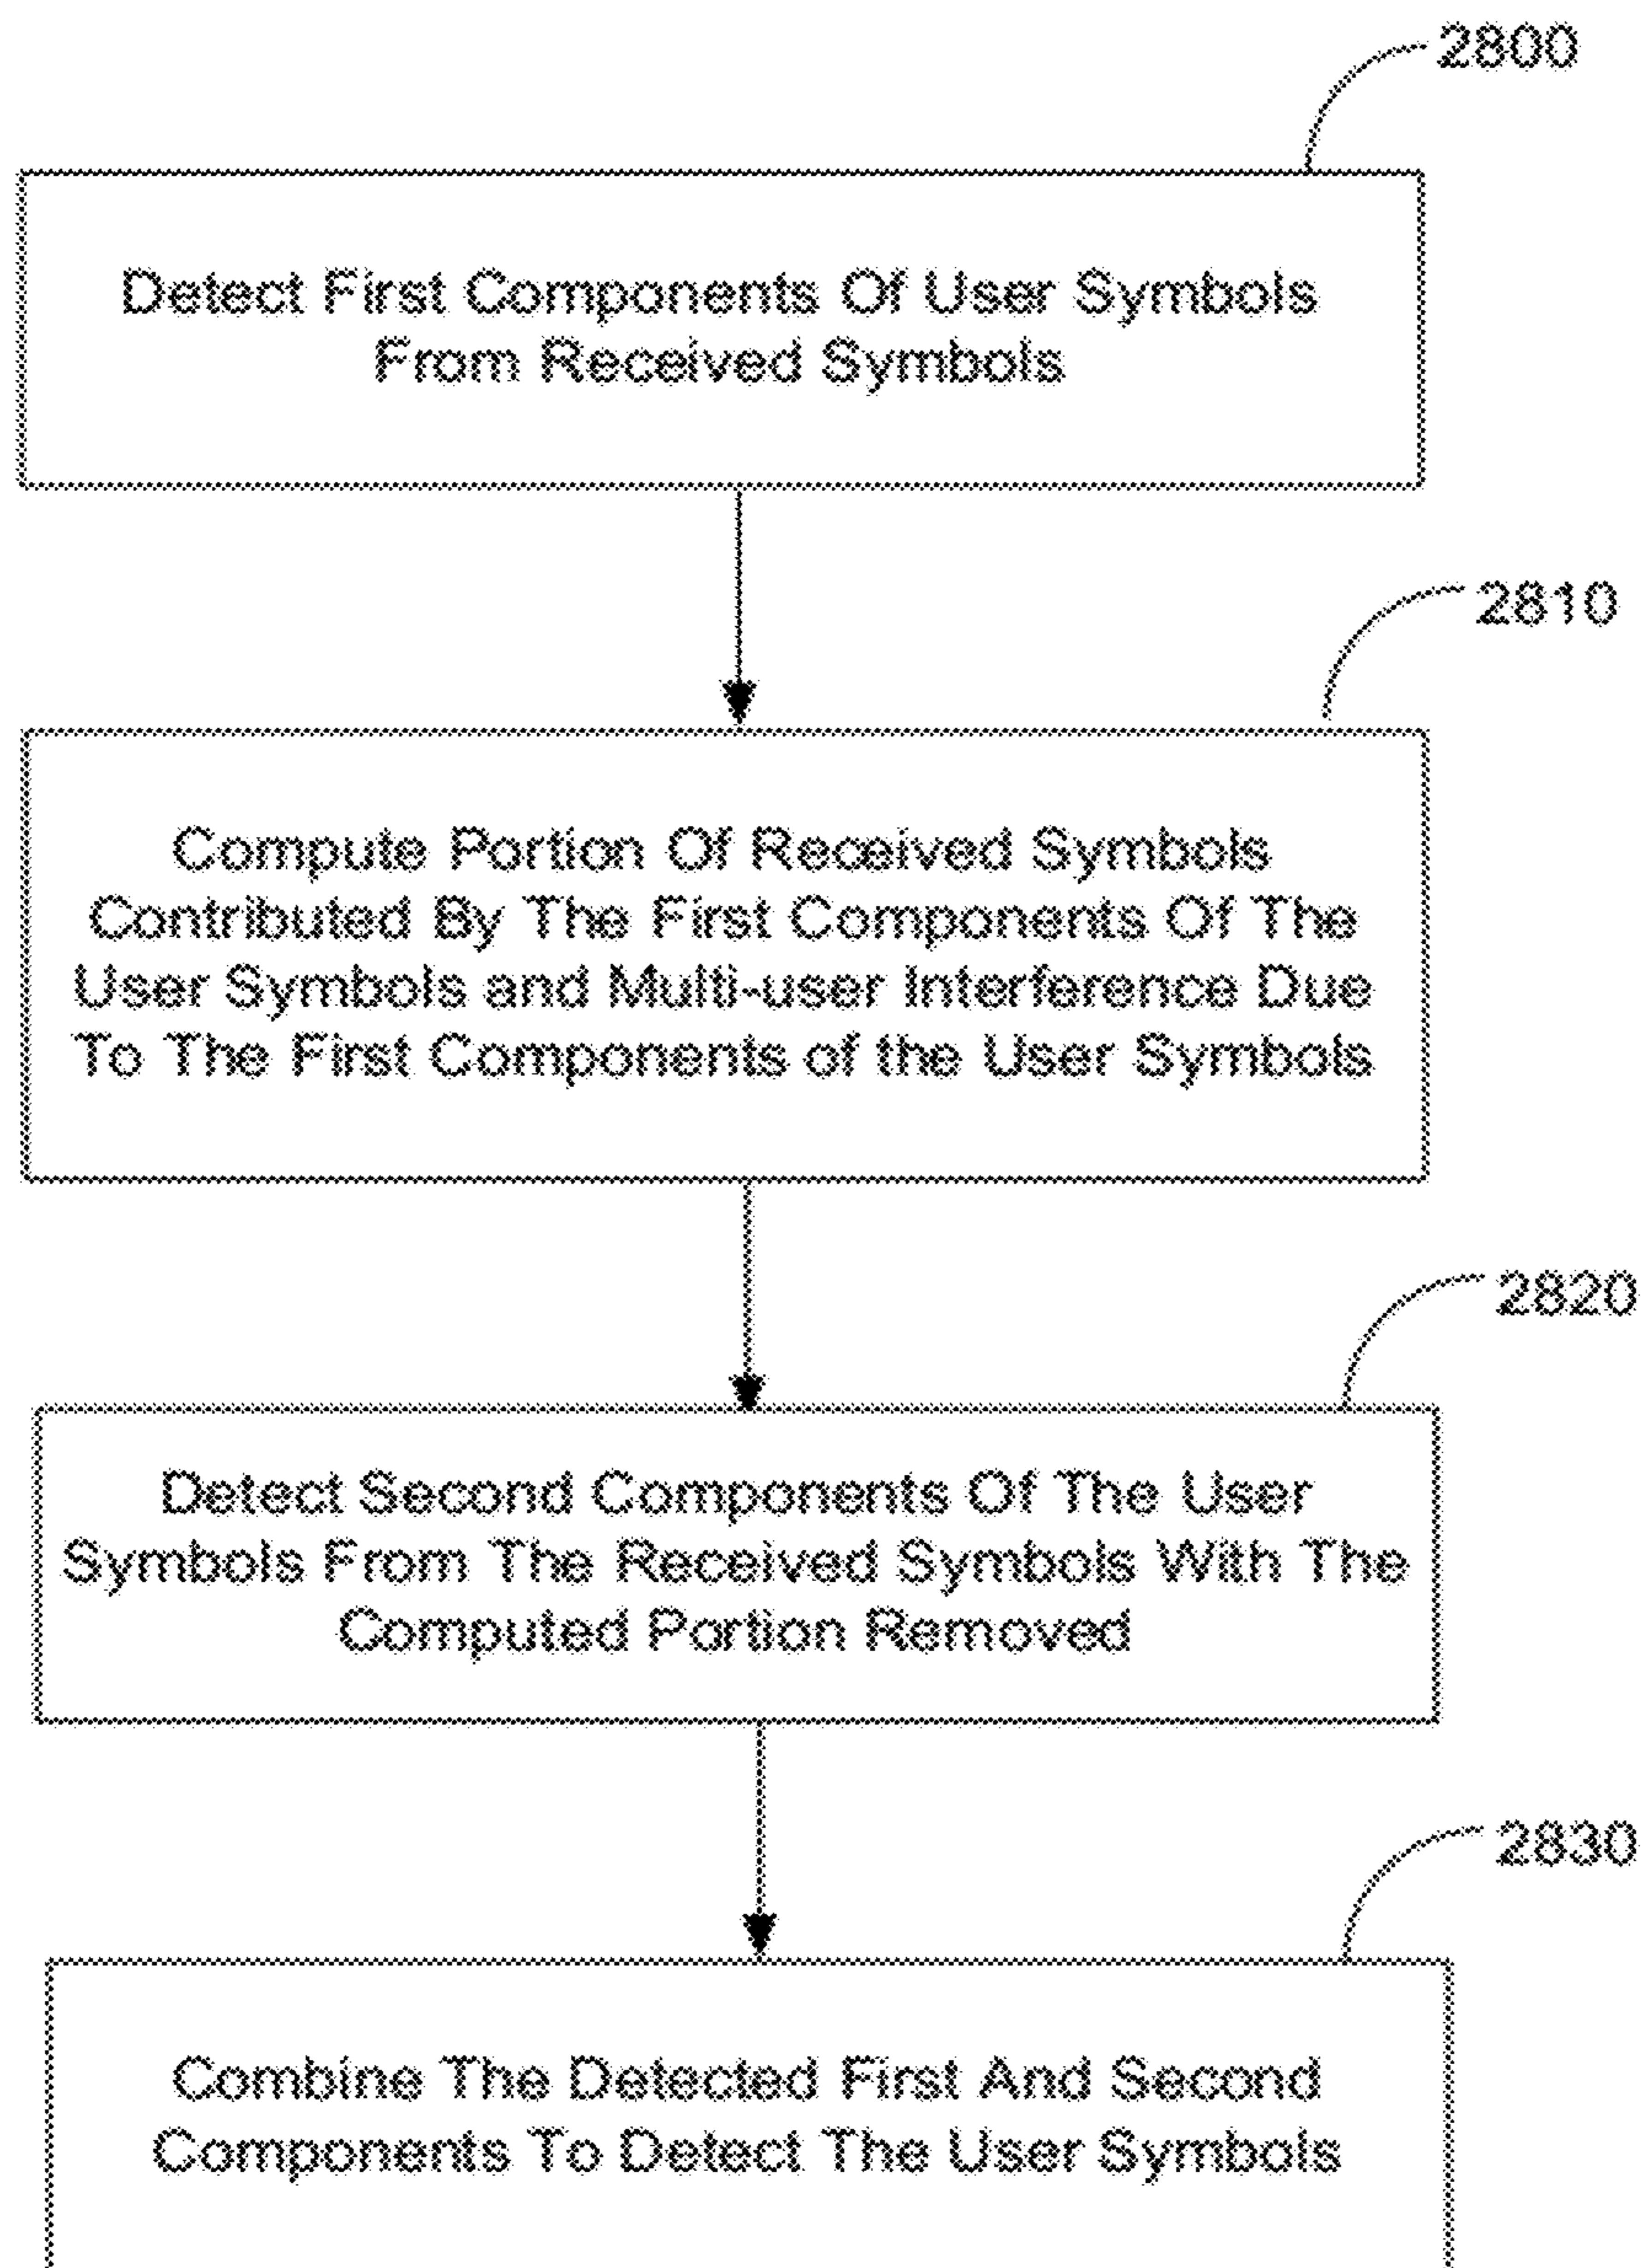 2800
Detect First Components Of User Symbols
From Received Symbols
2810
Compute Portion Of Received Symbols
Contributed By The First Components Of The
User Symbols and Multi-user Interference Due
To The First Components of the User Symbols
2820
Detect Second Components Of The User
Symbols From The Received Symbols With The
Computed Portion Removed
2830
Combine The Detected First And Second
Components To Detect The User Symbols